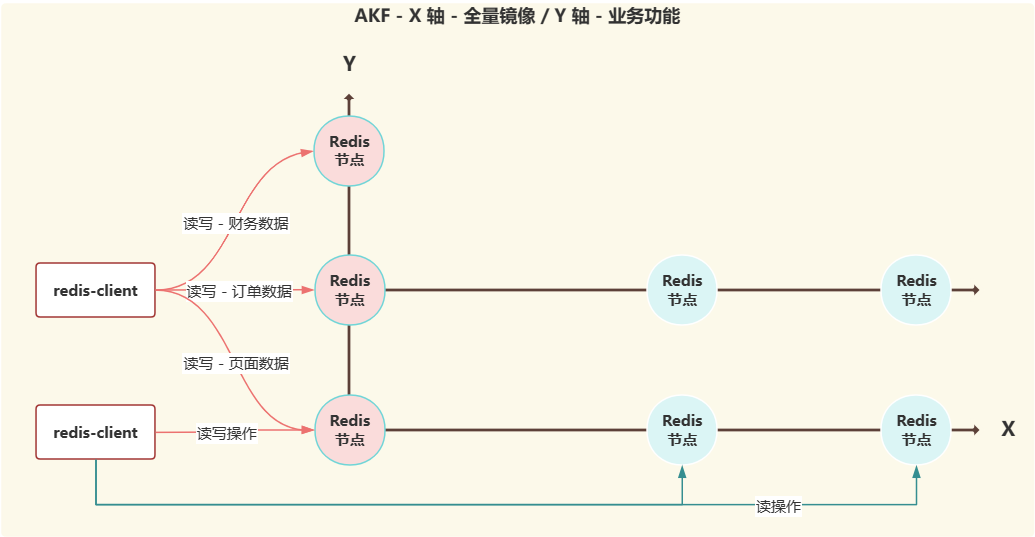 AKF - X 轴 - 全量镜像 / Y 轴 - 业务功能
Y
Redis
节点
读写 - 财务数据
redis-client
读写 - 订单数据
Redis
节点
Redis
节点
Redis
节点
读写 - 页面数据
redis-client
读写操作
Redis
节点
Redis
节点
Redis
节点
X
读操作